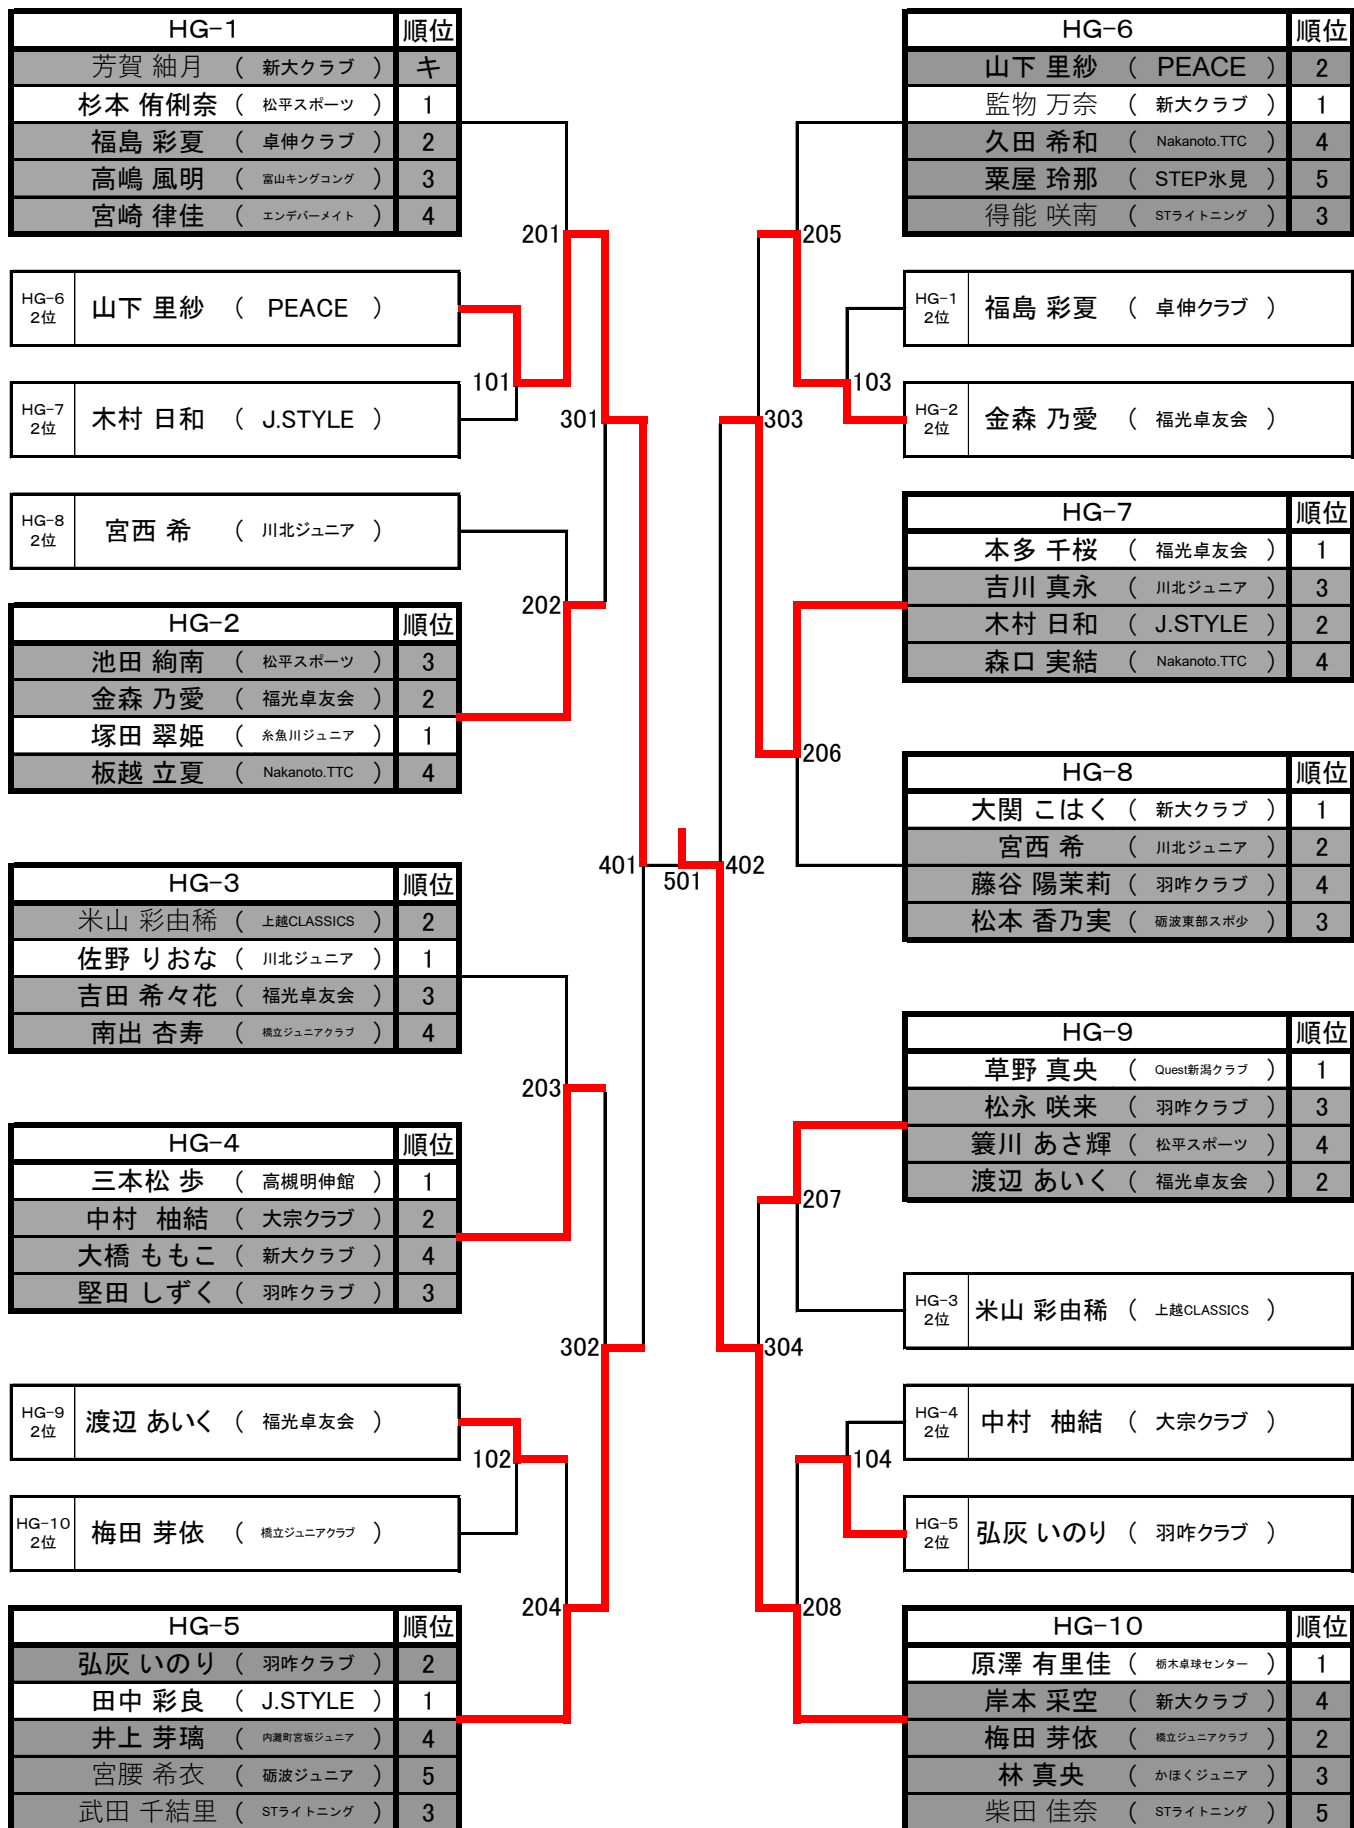 HG-1 順位
芳賀 紬月 ( 新大クラブ ) キ
杉本 侑俐奈 ( 松平スポーツ ) 1
福島 彩夏 ( 卓伸クラブ ) 2
高嶋 風明 ( 富山キングコング ) 3
宮崎 律佳 ( エンデバーメイト ) 4
201
HG-6 2位 山下 里紗 ( PEACE )
101
HG-7 2位 木村 日和 ( J.STYLE )
301
HG-8 2位 宮西 希 ( 川北ジュニア )
202
HG-2 順位
池田 絢南 ( 松平スポーツ ) 3
金森 乃愛 ( 福光卓友会 ) 2
塚田 翠姫 ( 糸魚川ジュニア ) 1
板越 立夏 ( Nakanoto.TTC ) 4
401
501
402
HG-3 順位
米山 彩由稀 ( 上越CLASSICS ) 2
佐野 りおな ( 川北ジュニア ) 1
吉田 希々花 ( 福光卓友会 ) 3
南出 杏寿 ( 橋立ジュニアクラブ ) 4
203
HG-4 順位
三本松 歩 ( 高槻明伸館 ) 1
中村 柚結 ( 大宗クラブ ) 2
大橋 ももこ ( 新大クラブ ) 4
堅田 しずく ( 羽咋クラブ ) 3
302
HG-9 2位 渡辺 あいく ( 福光卓友会 )
102
HG-10 2位 梅田 芽依 ( 橋立ジュニアクラブ )
204
HG-5 順位
弘灰 いのり ( 羽咋クラブ ) 2
田中 彩良 ( J.STYLE ) 1
井上 芽璃 ( 内灘町宮坂ジュニア ) 4
宮腰 希衣 ( 砺波ジュニア ) 5
武田 千結里 ( STライトニング ) 3
HG-6 順位
山下 里紗 ( PEACE ) 2
監物 万奈 ( 新大クラブ ) 1
久田 希和 ( Nakanoto.TTC ) 4
粟屋 玲那 ( STEP氷見 ) 5
得能 咲南 ( STライトニング ) 3
205
HG-1 2位 福島 彩夏 ( 卓伸クラブ )
103
HG-2 2位 金森 乃愛 ( 福光卓友会 )
303
HG-7 順位
本多 千桜 ( 福光卓友会 ) 1
吉川 真永 ( 川北ジュニア ) 3
木村 日和 ( J.STYLE ) 2
森口 実結 ( Nakanoto.TTC ) 4
206
HG-8 順位
大関 こはく ( 新大クラブ ) 1
宮西 希 ( 川北ジュニア ) 2
藤谷 陽茉莉 ( 羽咋クラブ ) 4
松本 香乃実 ( 砺波東部スポ少 ) 3
HG-9 順位
草野 真央 ( Quest新潟クラブ ) 1
松永 咲来 ( 羽咋クラブ ) 3
簑川 あさ輝 ( 松平スポーツ ) 4
渡辺 あいく ( 福光卓友会 ) 2
207
HG-3 2位 米山 彩由稀 ( 上越CLASSICS )
304
HG-4 2位 中村 柚結 ( 大宗クラブ )
104
HG-5 2位 弘灰 いのり ( 羽咋クラブ )
208
HG-10 順位
原澤 有里佳 ( 栃木卓球センター ) 1
岸本 采空 ( 新大クラブ ) 4
梅田 芽依 ( 橋立ジュニアクラブ ) 2
林 真央 ( かほくジュニア ) 3
柴田 佳奈 ( STライトニング ) 5